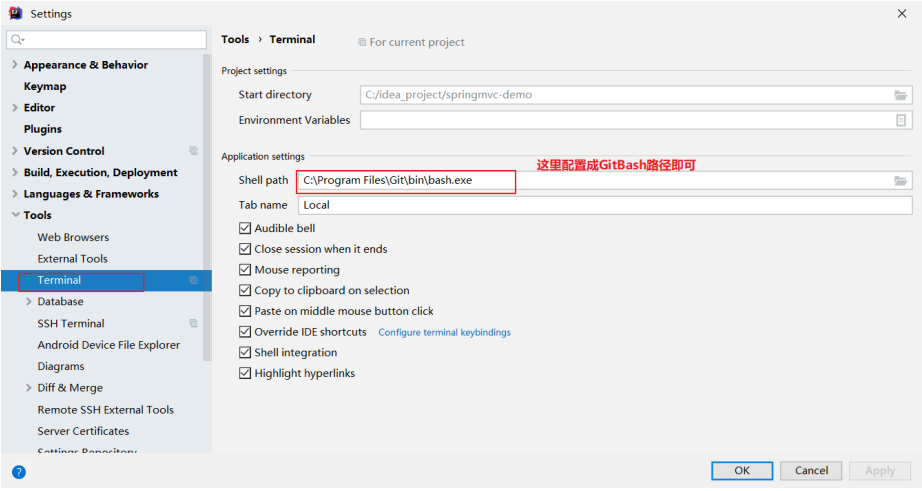 Settings
Appearance & Behavior
Keymap
Editor
Plugins
Version Control
Build, Execution, Deployment
Languages & Frameworks
Tools
Web Browsers
External Tools
Terminal
Database
SSH Terminal
Android Device File Explorer
Diagrams
Diff & Merge
Remote SSH External Tools
Server Certificates
Settings Repository
Tools › Terminal For current project
Project settings
Start directory C:/idea_project/springmvc-demo
Environment Variables
Application settings
这里配置成GitBash路径即可
Shell path C:\Program Files\Git\bin\bash.exe
Tab name Local
Audible bell
Close session when it ends
Mouse reporting
Copy to clipboard on selection
Paste on middle mouse button click
Override IDE shortcuts Configure terminal keybindings
Shell integration
Highlight hyperlinks
? OK Cancel Apply